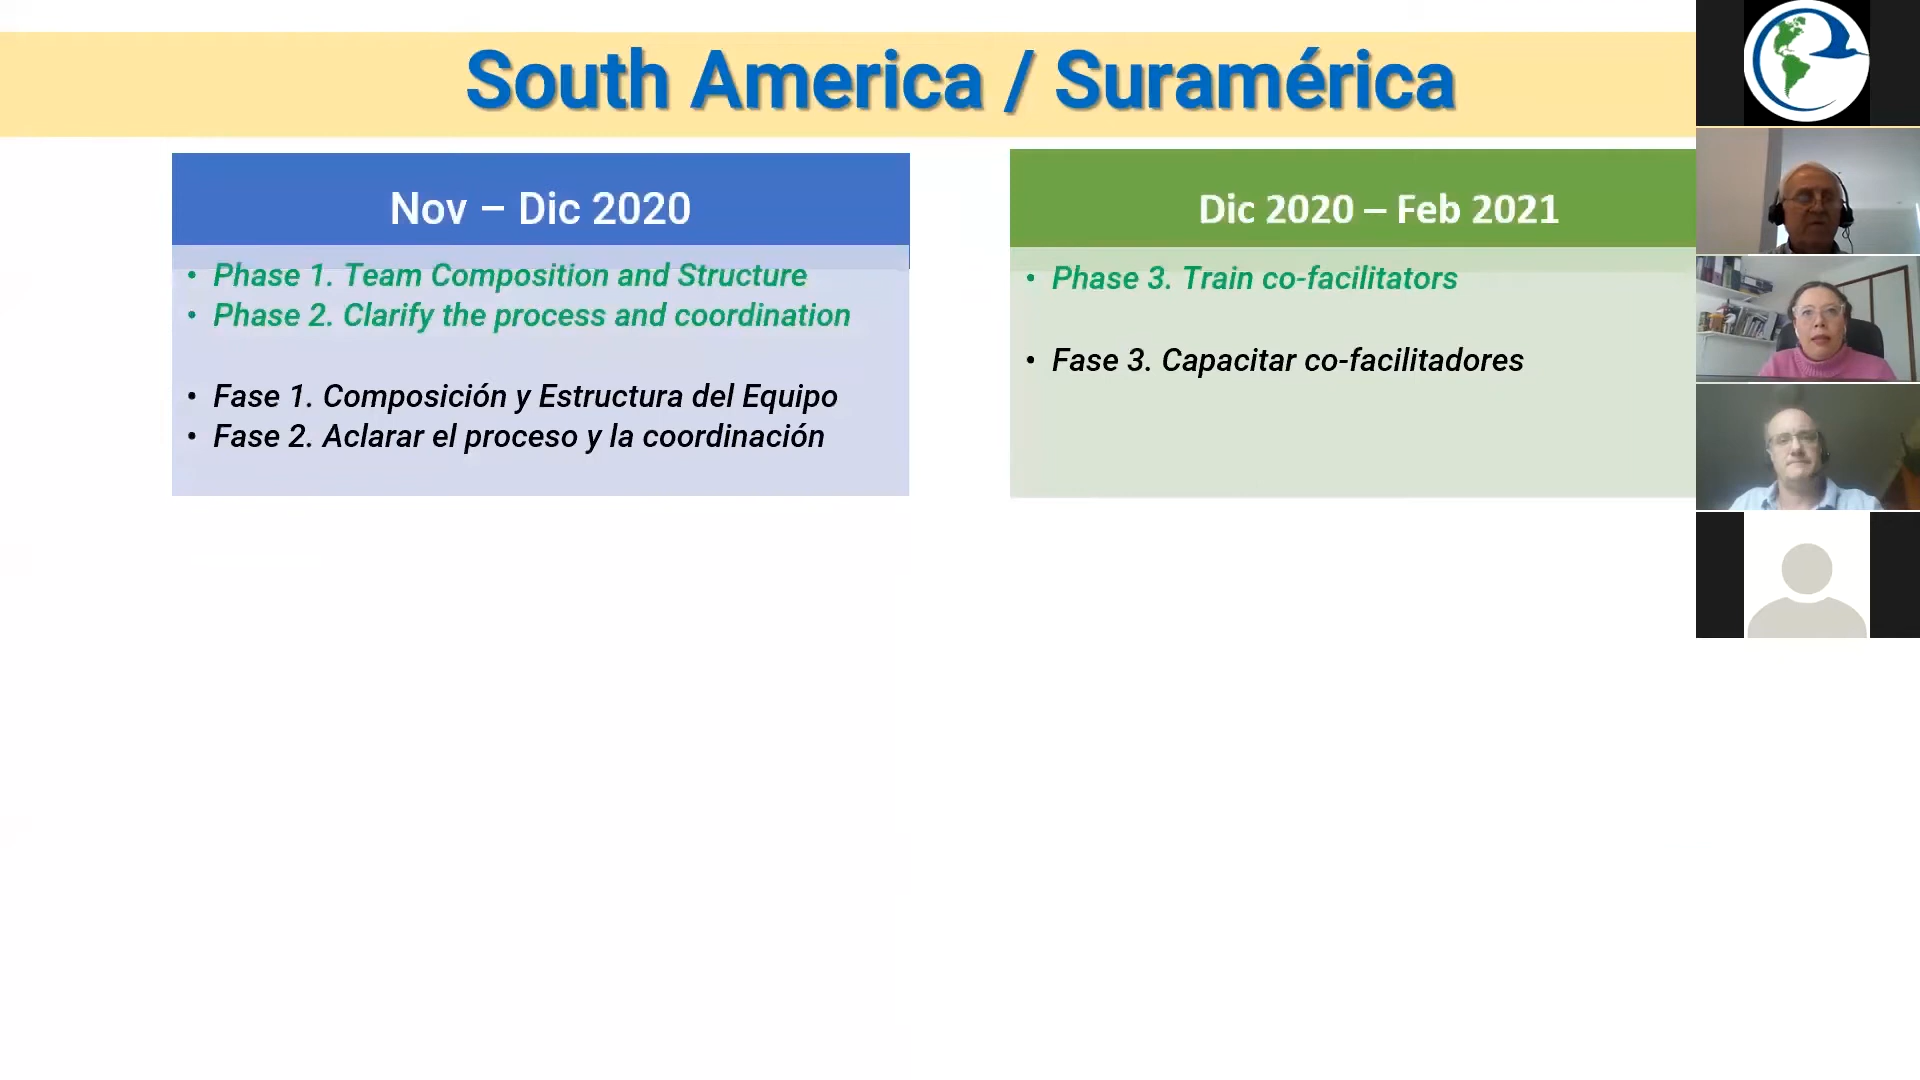 South America / Suramérica
Nov – Dic 2020
• Phase 1. Team Composition and Structure
• Phase 2. Clarify the process and coordination
• Fase 1. Composición y Estructura del Equipo
• Fase 2. Aclarar el proceso y la coordinación
Dic 2020 – Feb 2021
• Phase 3. Train co-facilitators
• Fase 3. Capacitar co-facilitadores